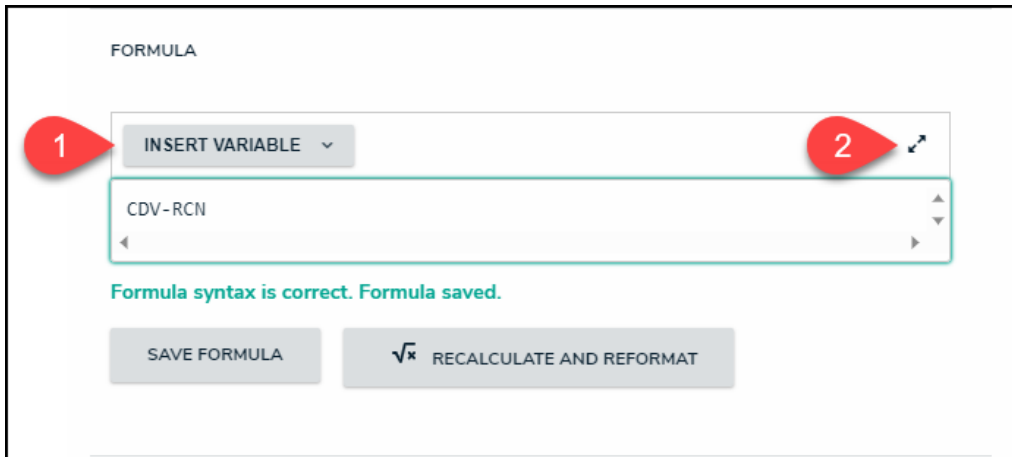 FORMULA
1 INSERT VARIABLE 2
CDV-RCN
Formula syntax is correct. Formula saved.
SAVE FORMULA √x RECALCULATE AND REFORMAT